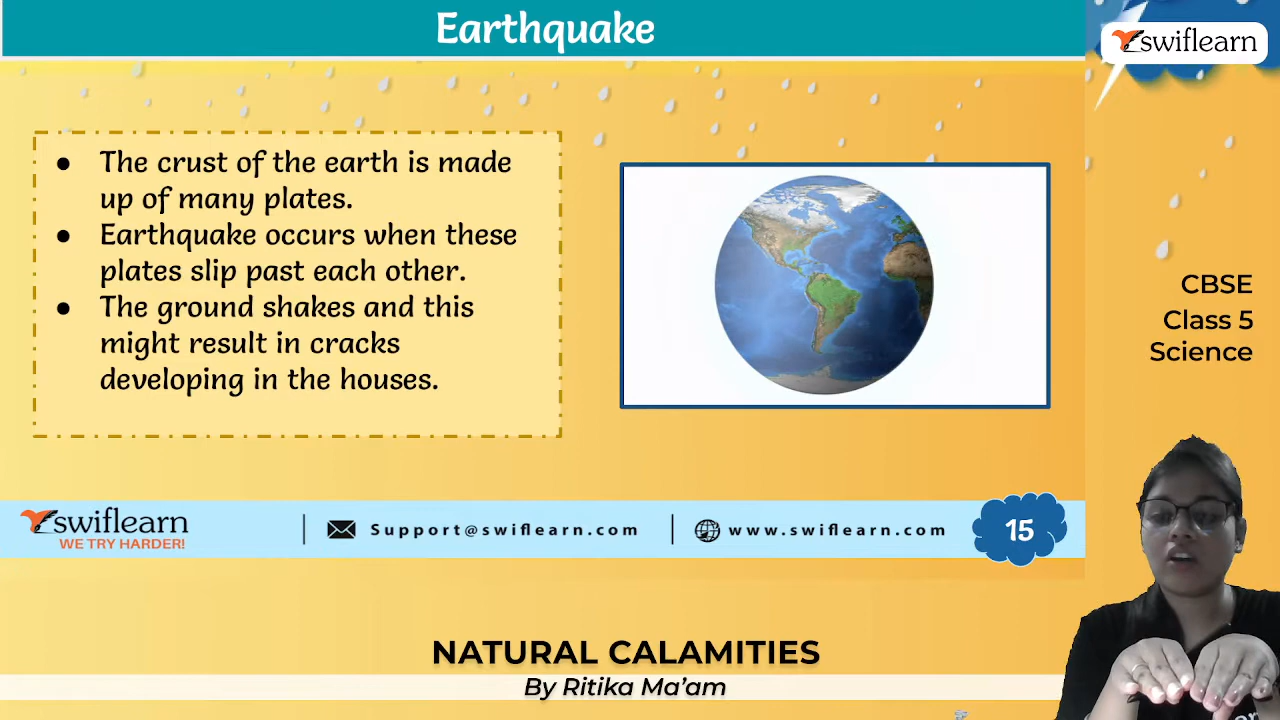 Earthquake
swiflearn
● The crust of the earth is made
up of many plates.
● Earthquake occurs when these
plates slip past each other.
● The ground shakes and this
might result in cracks
developing in the houses.
CBSE
Class 5
Science
swiflearn
WE TRY HARDER!
Support@swiflearn.com
www.swiflearn.com
15
NATURAL CALAMITIES
By Ritika Ma'am